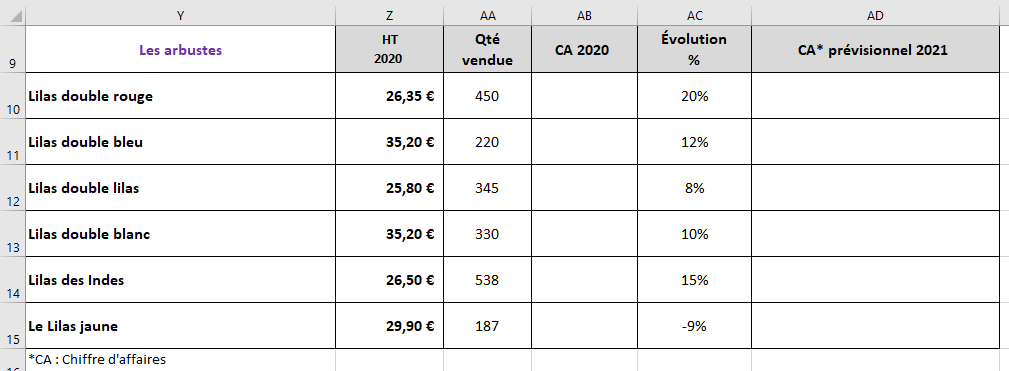 Y Z AA AB AC AD
9 Les arbustes HT 2020 Qté vendue CA 2020 Évolution % CA* prévisionnel 2021
10 Lilas double rouge 26,35 € 450 20%
11 Lilas double bleu 35,20 € 220 12%
12 Lilas double lilas 25,80 € 345 8%
13 Lilas double blanc 35,20 € 330 10%
14 Lilas des Indes 26,50 € 538 15%
15 Le Lilas jaune 29,90 € 187 -9%
*CA : Chiffre d'affaires